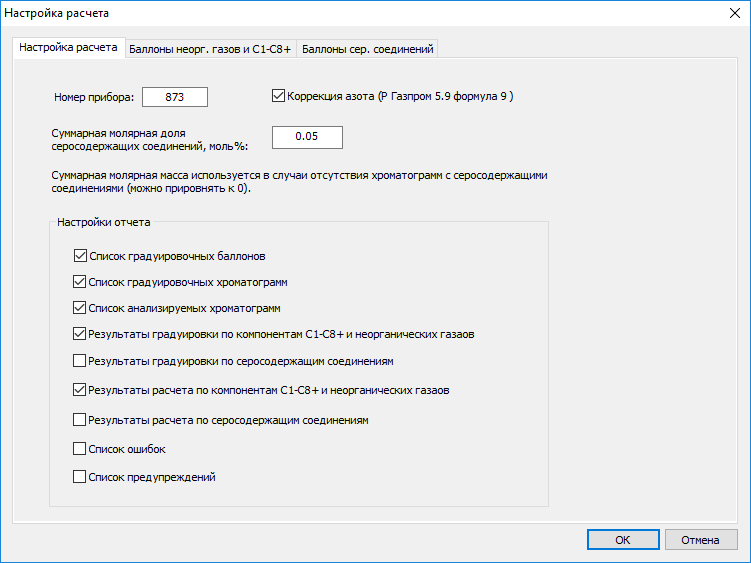 Настройка расчета
Настройка расчета Баллоны неорг. газов и С1-С8+ Баллоны сер. соединений
Номер прибора: 873 Коррекция азота (Р Газпром 5.9 формула 9 )
Суммарная молярная доля
серосодержащих соединений, моль%: 0.05
Суммарная молярная масса используется в случаи отсутствия хроматограмм с серосодержащими
соединениями (можно прировнять к 0).
Настройки отчета
Список градуировочных баллонов
Список градуировочных хроматограмм
Список анализируемых хроматограмм
Результаты градуировки по компонентам С1-С8+ и неорганических газаов
Результаты градуировки по серосодержащим соединениям
Результаты расчета по компонентам С1-С8+ и неорганических газаов
Результаты расчета по серосодержащим соединениям
Список ошибок
Список предупреждений
ОК Отмена